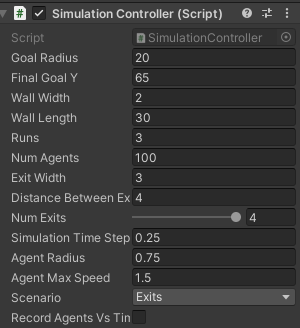 Simulation Controller (Script)
Script SimulationController
Goal Radius 20
Final Goal Y 65
Wall Width 2
Wall Length 30
Runs 3
Num Agents 100
Exit Width 3
Distance Between Ex 4
Num Exits 4
Simulation Time Step 0.25
Agent Radius 0.75
Agent Max Speed 1.5
Scenario Exits
Record Agents Vs Tin